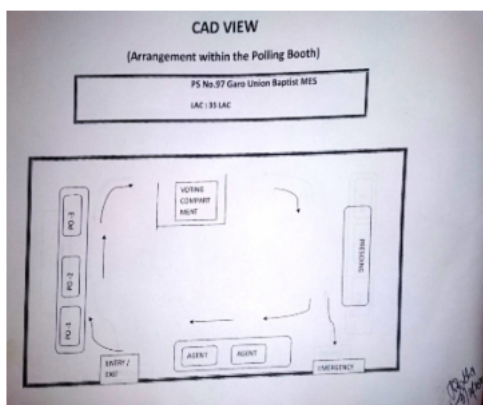 CAD VIEW
(Arrangement within the Polling Booth)
PS No.97 Garo Union Baptist MES
LAC : 35 LAC
VOTING
COMPART
MENT
PO-3
PO-2
PO-1
PRESIDING
AGENT
AGENT
ENTRY /
EXIT
EMERGENCY